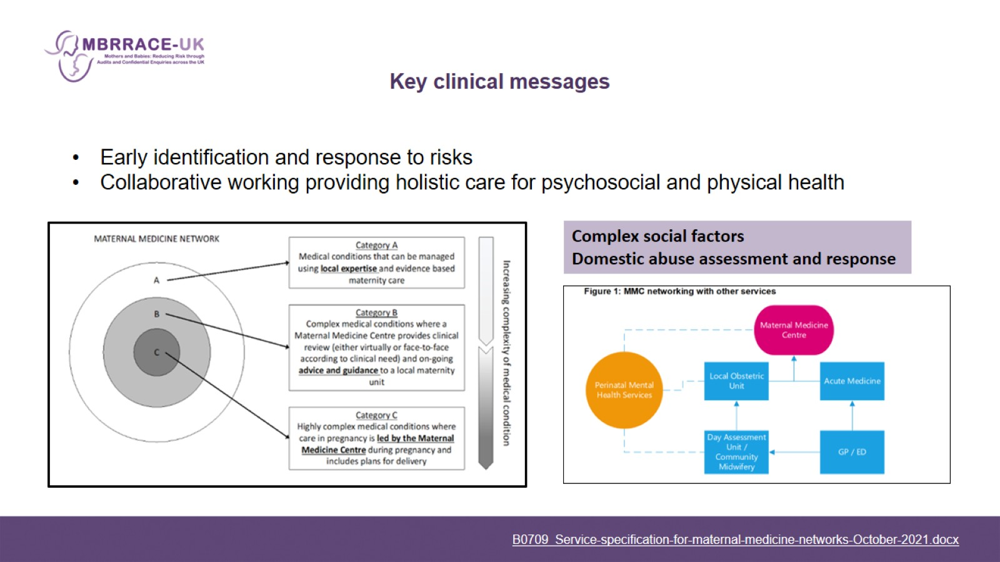 MBRRACE-UK
Mothers and Babies: Reducing Risk through
Audits and Confidential Enquiries across the UK
Key clinical messages
• Early identification and response to risks
• Collaborative working providing holistic care for psychosocial and physical health
MATERNAL MEDICINE NETWORK
A
B
C
Category A
Medical conditions that can be managed
using local expertise and evidence based
maternity care
Category B
Complex medical conditions where a
Maternal Medicine Centre provides clinical
review (either virtually or face-to-face
according to clinical need) and on-going
advice and guidance to a local maternity
unit
Category C
Highly complex medical conditions where
care in pregnancy is led by the Maternal
Medicine Centre during pregnancy and
includes plans for delivery
Increasing complexity of medical condition
Complex social factors
Domestic abuse assessment and response
Figure 1: MMC networking with other services
Maternal Medicine
Centre
Perinatal Mental
Health Services
Local Obstetric
Unit
Acute Medicine
Day Assessment
Unit /
Community
Midwifery
GP / ED
B0709_Service-specification-for-maternal-medicine-networks-October-2021.docx